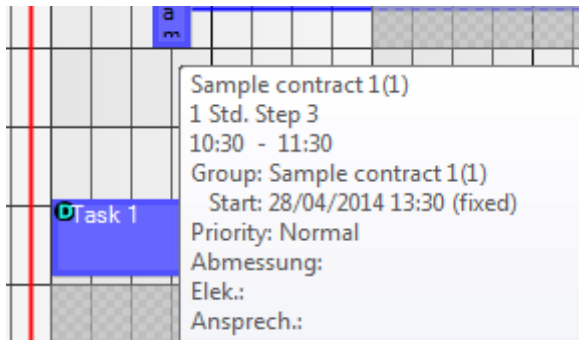 a
m
Sample contract 1(1)
1 Std. Step 3
10:30 - 11:30
Group: Sample contract 1(1)
Start: 28/04/2014 13:30 (fixed)
D
Task 1
Priority: Normal
Abmessung:
Elek.:
Ansprech.: